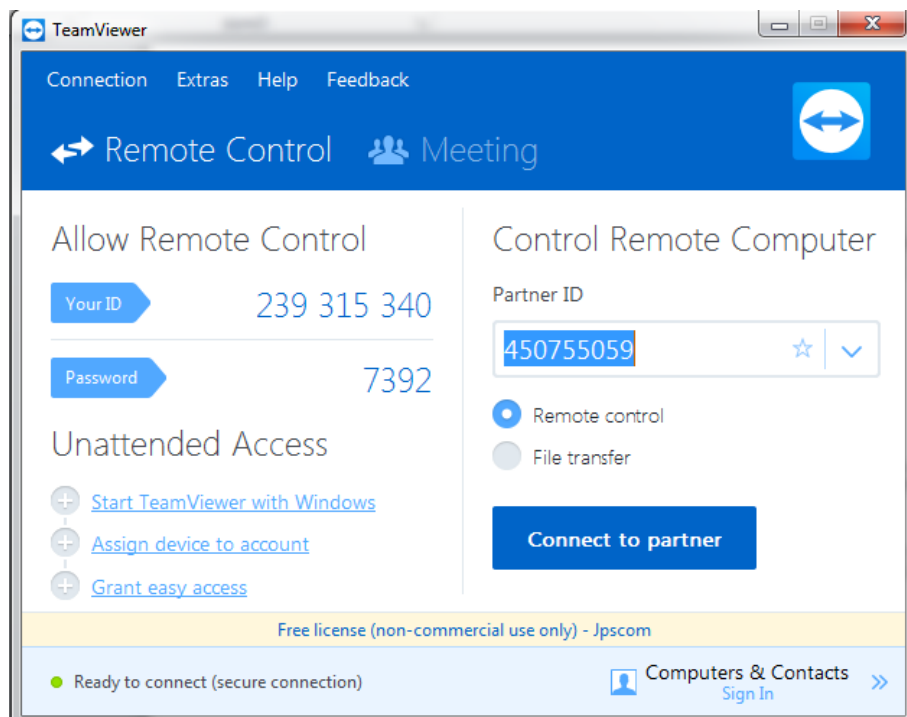 TeamViewer
Connection Extras Help Feedback
Remote Control Meeting
Allow Remote Control
Your ID 239 315 340
Password 7392
Unattended Access
Start TeamViewer with Windows
Assign device to account
Grant easy access
Control Remote Computer
Partner ID
450755059
Remote control
File transfer
Connect to partner
Free license (non-commercial use only) - Jpscom
Ready to connect (secure connection)
Computers & Contacts
Sign In